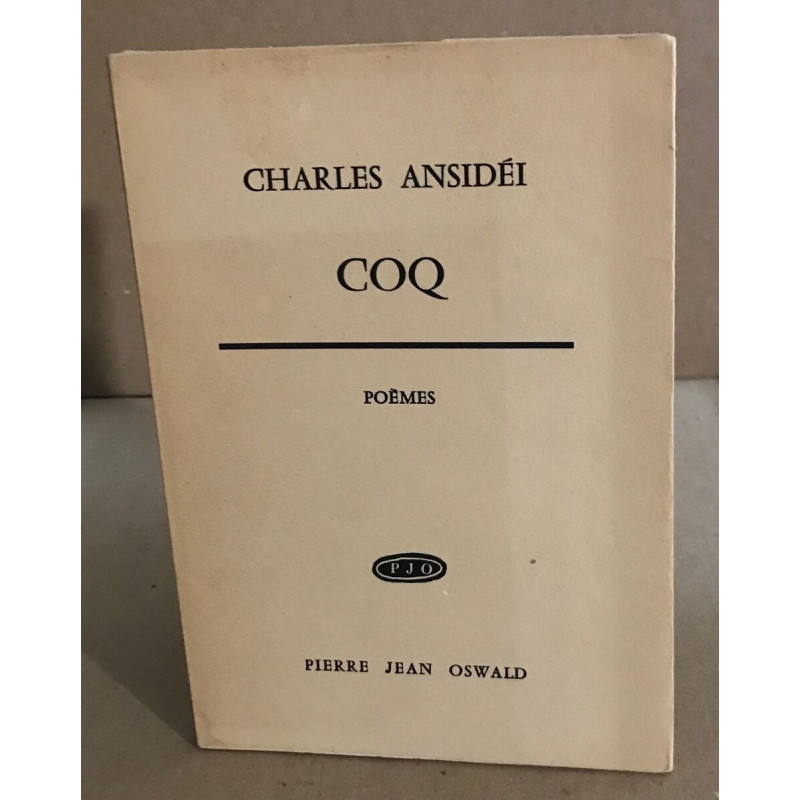 CHARLES ANSIDÉI
COQ
POÈMES
PJO
PIERRE JEAN OSWALD